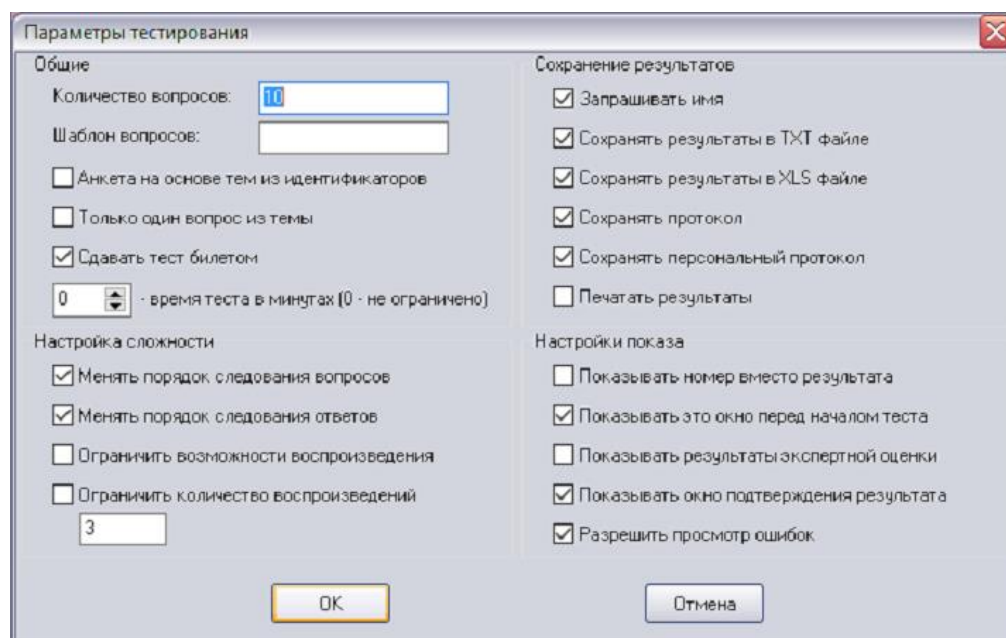 Параметры тестирования
Общие
Количество вопросов: 10
Шаблон вопросов:
Анкета на основе тем из идентификаторов
Только один вопрос из темы
Сдавать тест билетом
0 - время теста в минутах (0 - не ограничено)
Настройка сложности
Менять порядок следования вопросов
Менять порядок следования ответов
Ограничить возможности воспроизведения
Ограничить количество воспроизведений
3
Сохранение результатов
Запрашивать имя
Сохранять результаты в TXT файле
Сохранять результаты в XLS файле
Сохранять протокол
Сохранять персональный протокол
Печатать результаты
Настройки показа
Показывать номер вместо результата
Показывать это окно перед началом теста
Показывать результаты экспертной оценки
Показывать окно подтверждения результата
Разрешить просмотр ошибок
OK
Отмена